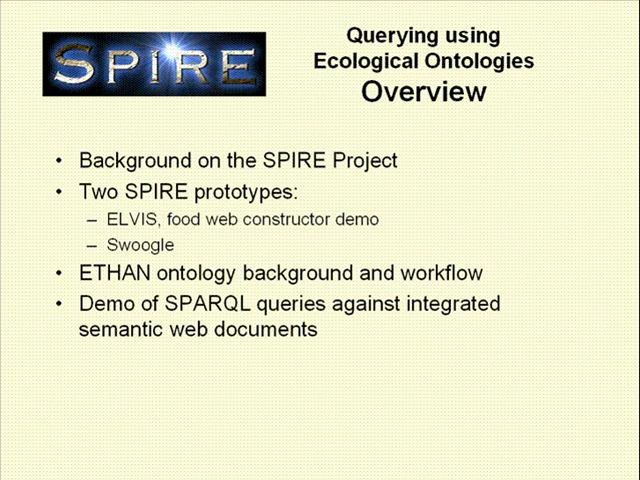 SPIRE
Querying using
Ecological Ontologies
Overview
• Background on the SPIRE Project
• Two SPIRE prototypes:
– ELVIS, food web constructor demo
– Swoogle
• ETHAN ontology background and workflow
• Demo of SPARQL queries against integrated
semantic web documents